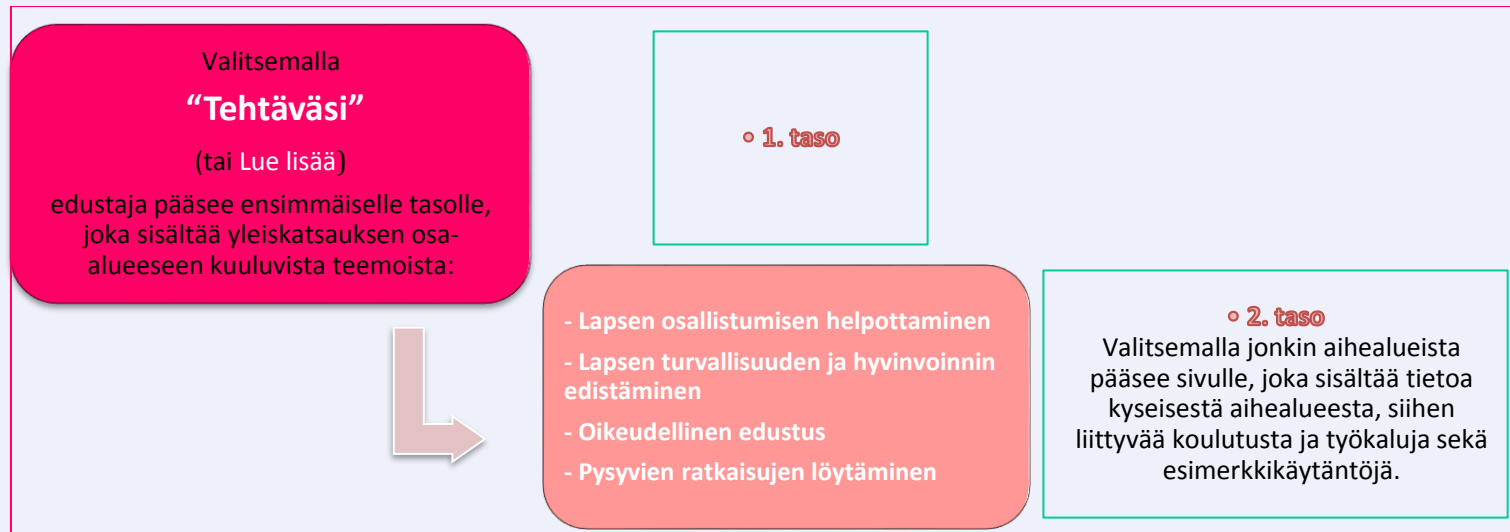 Valitsemalla
“Tehtäväsi”
(tai Lue lisää)
edustaja pääsee ensimmäiselle tasolle,
joka sisältää yleiskatsauksen osa-
alueeseen kuuluvista teemoista:
• 1. taso
- Lapsen osallistumisen helpottaminen
- Lapsen turvallisuuden ja hyvinvoinnin
edistäminen
- Oikeudellinen edustus
- Pysyvien ratkaisujen löytäminen
• 2. taso
Valitsemalla jonkin aihealueista
pääsee sivulle, joka sisältää tietoa
kyseisestä aihealueesta, siihen
liittyvää koulutusta ja työkaluja sekä
esimerkkikäytäntöjä.